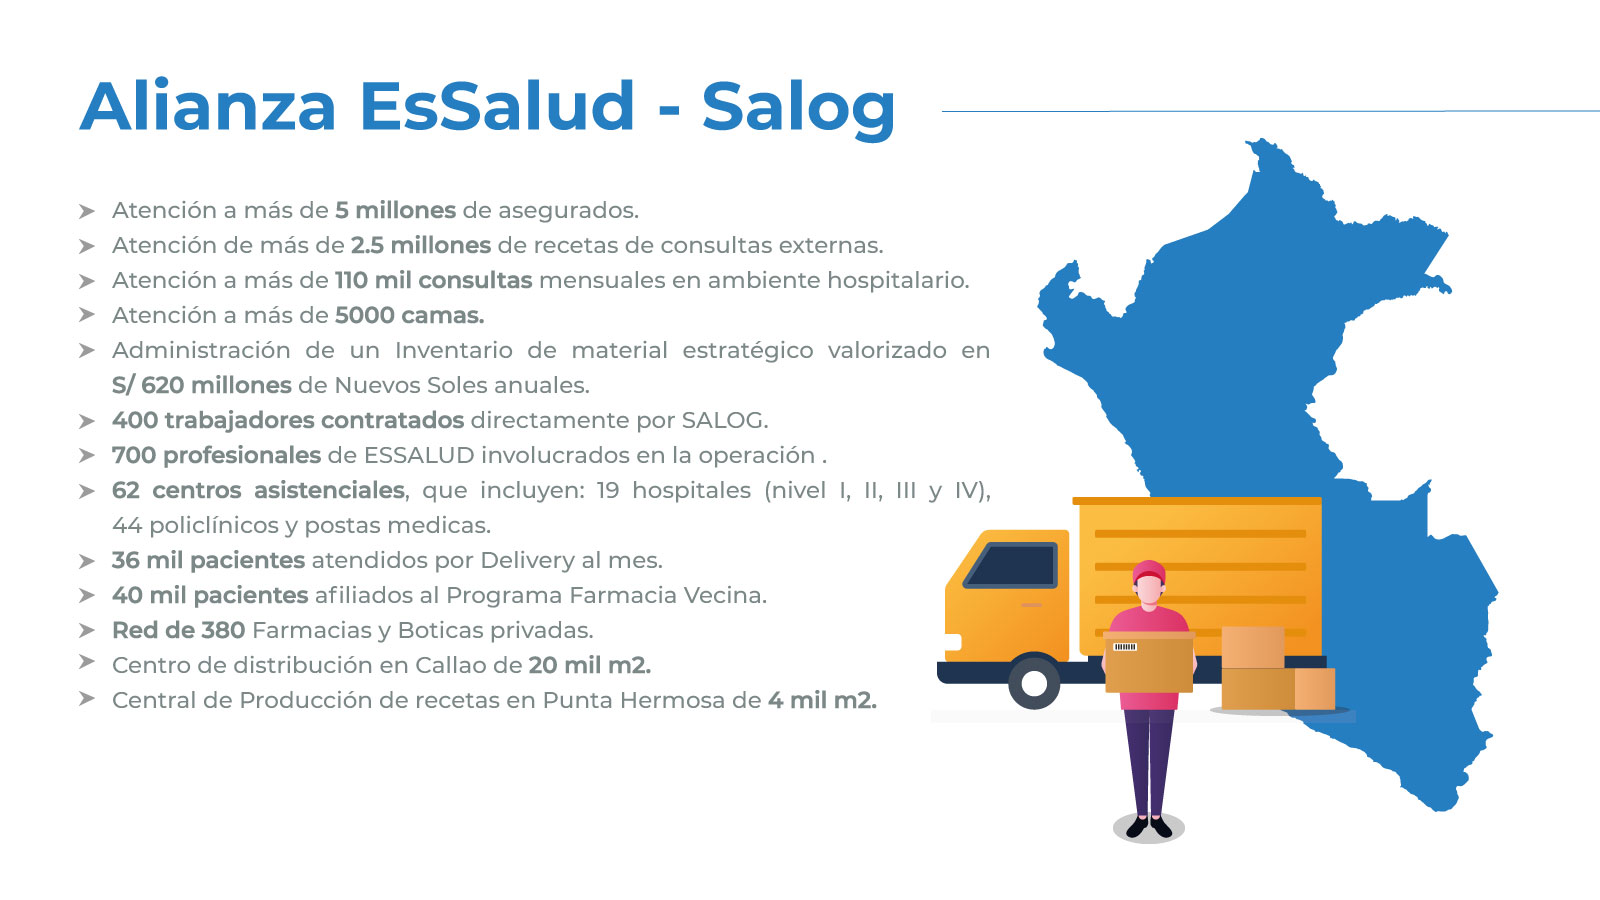 Alianza EsSalud - Salog
Atención a más de 5 millones de asegurados.
Atención de más de 2.5 millones de recetas de consultas externas.
Atención a más de 110 mil consultas mensuales en ambiente hospitalario.
Atención a más de 5000 camas.
Administración de un Inventario de material estratégico valorizado en
S/ 620 millones de Nuevos Soles anuales.
400 trabajadores contratados directamente por SALOG.
700 profesionales de ESSALUD involucrados en la operación .
62 centros asistenciales, que incluyen: 19 hospitales (nivel I, II, III y IV),
44 policlínicos y postas medicas.
36 mil pacientes atendidos por Delivery al mes.
40 mil pacientes afiliados al Programa Farmacia Vecina.
Red de 380 Farmacias y Boticas privadas.
Centro de distribución en Callao de 20 mil m2.
Central de Producción de recetas en Punta Hermosa de 4 mil m2.